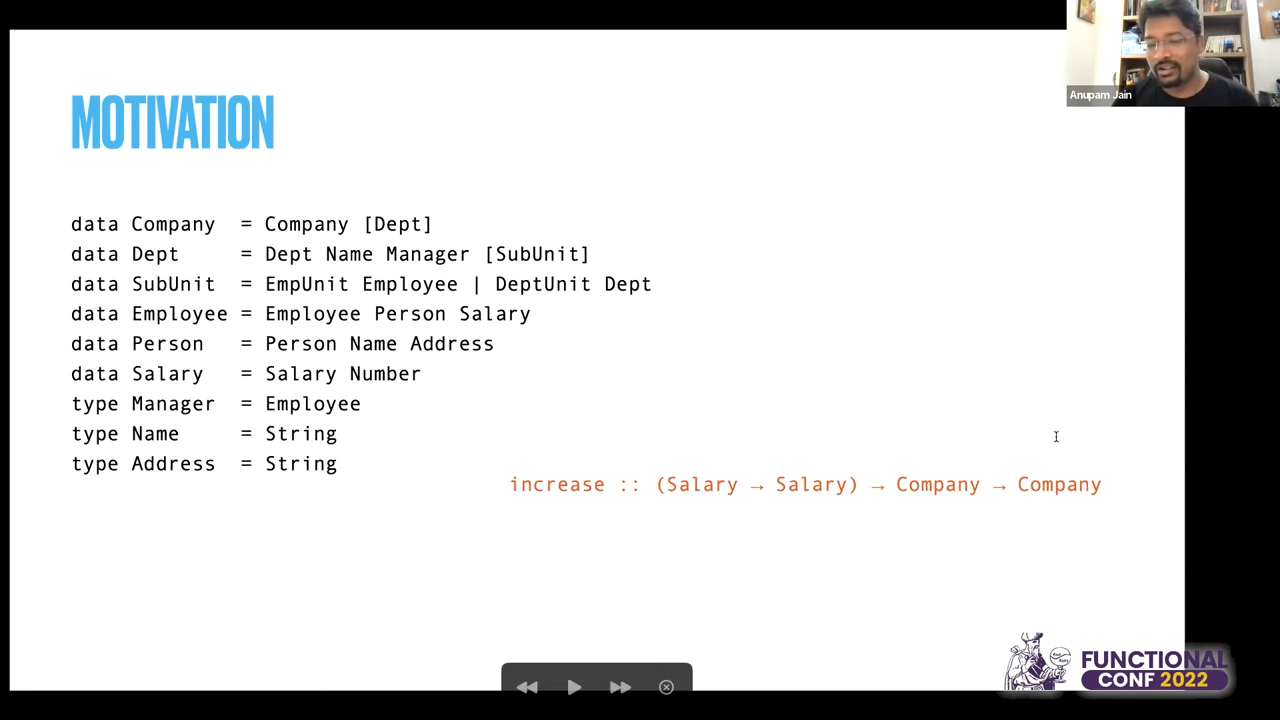 Anupam Jain
MOTIVATION
data Company  = Company [Dept]
data Dept     = Dept Name Manager [SubUnit]
data SubUnit  = EmpUnit Employee | DeptUnit Dept
data Employee = Employee Person Salary
data Person   = Person Name Address
data Salary   = Salary Number
type Manager  = Employee
type Name     = String
type Address  = String
increase :: (Salary → Salary) → Company → Company
FUNCTIONAL
CONF 2022